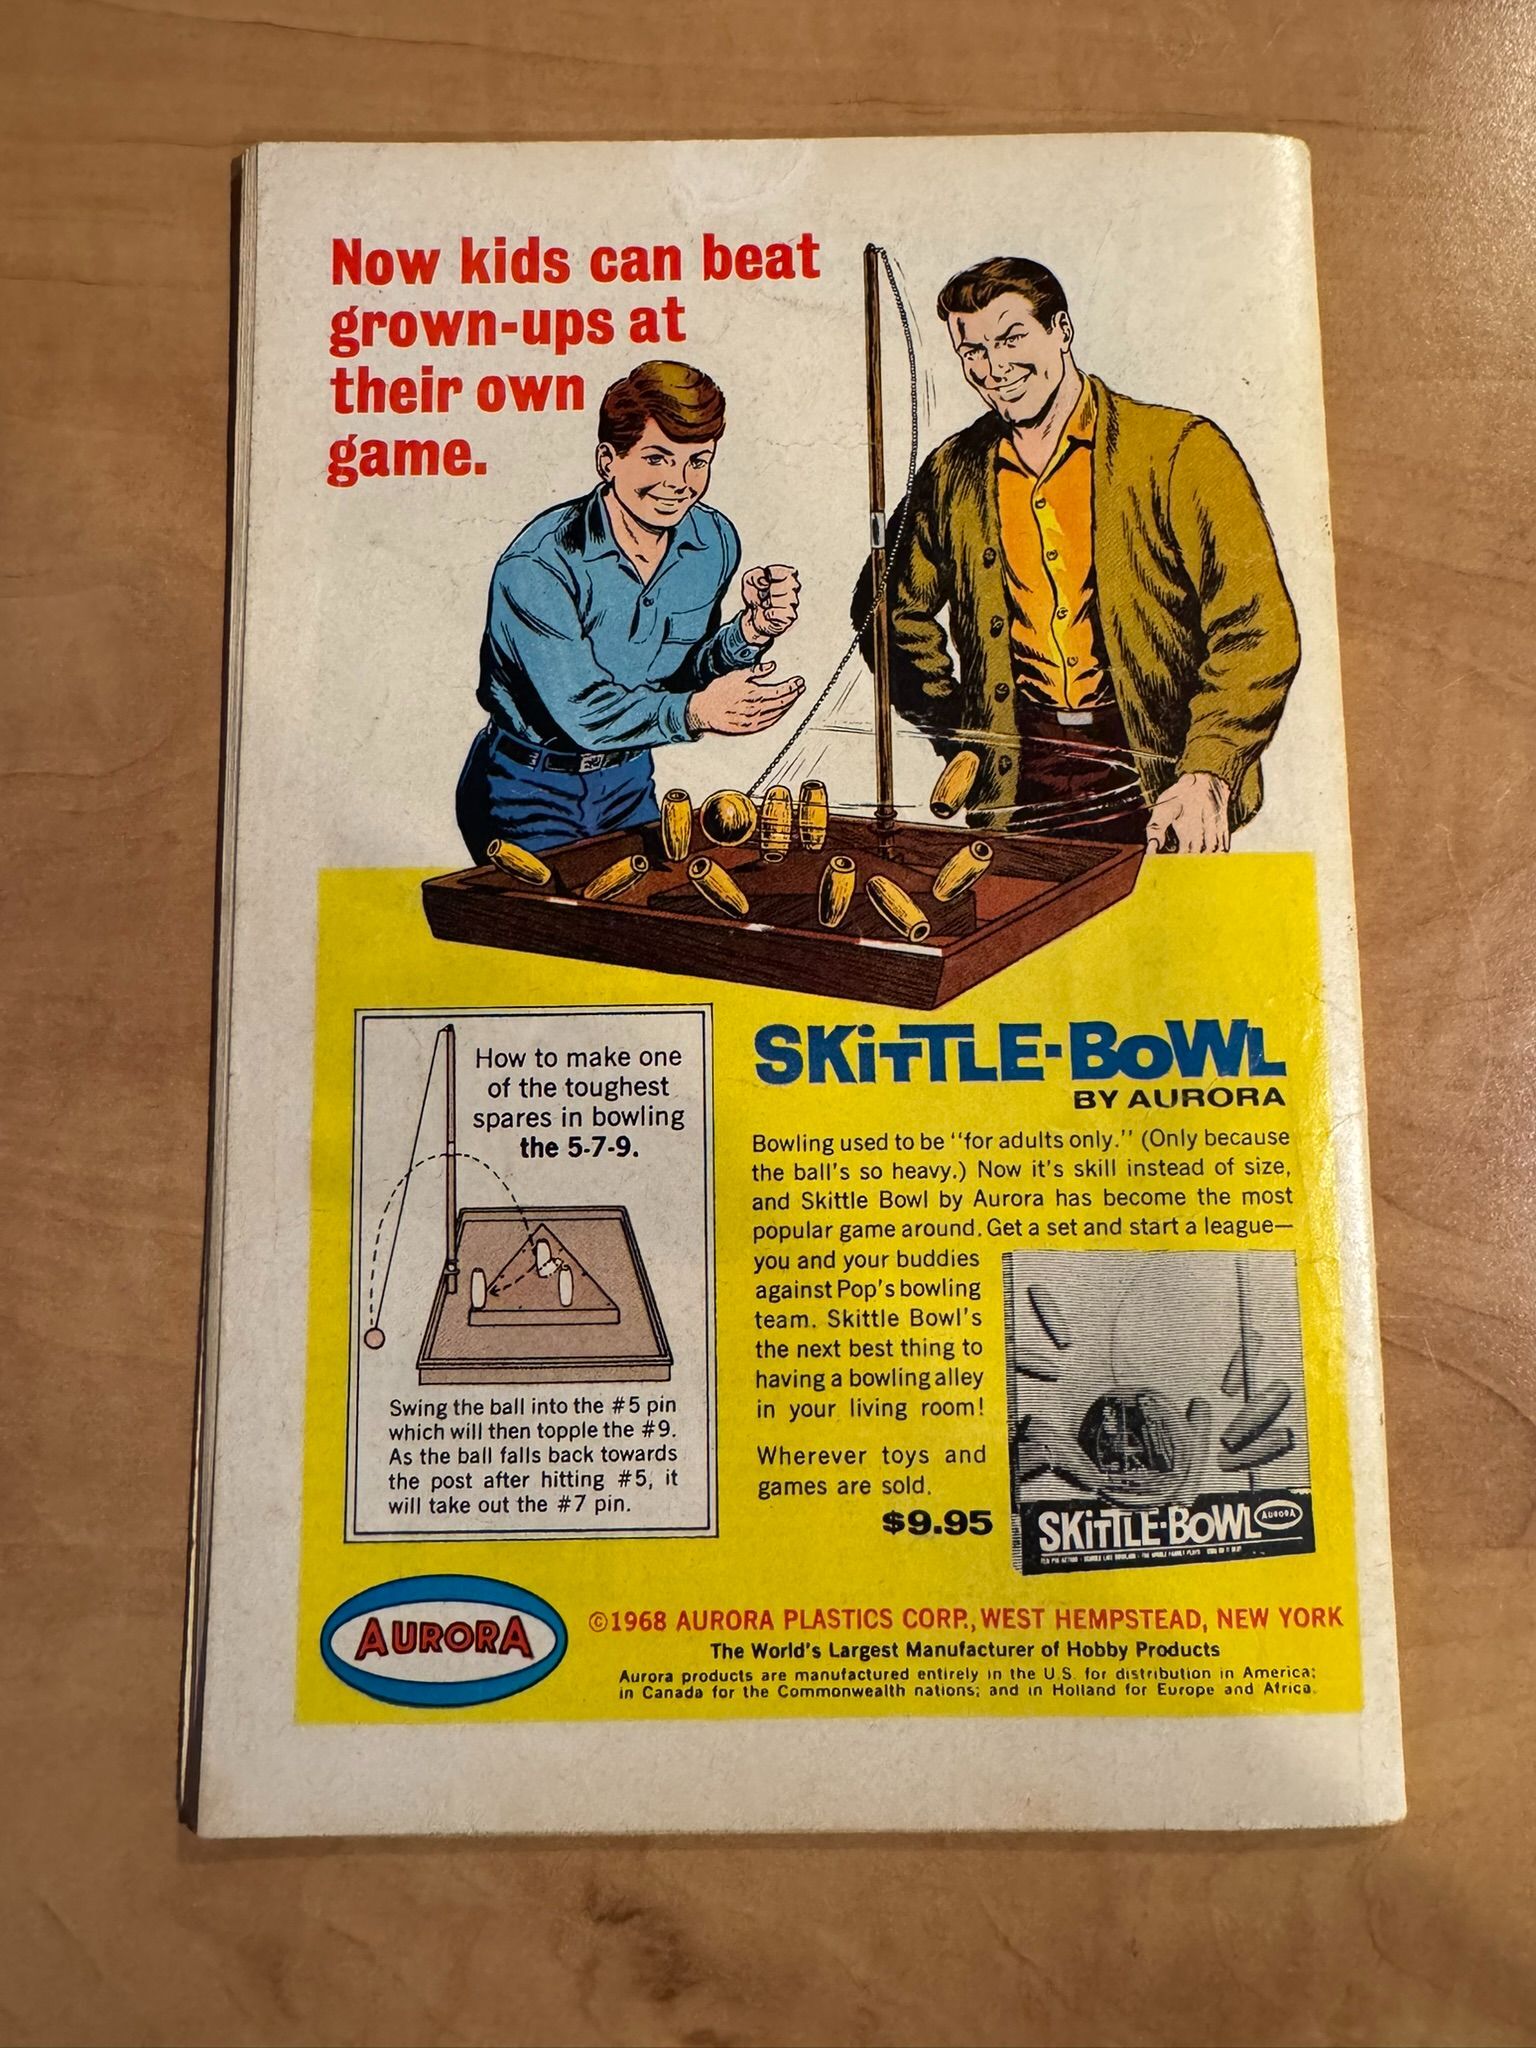 Now kids can beat
grown-ups at
their own
game.
How to make one
of the toughest
spares in bowling
the 5-7-9.
Swing the ball into the #5 pin
which will then topple the #9.
As the ball falls back towards
the post after hitting #5, it
will take out the #7 pin.
SKiTTLE-BoWL
BY AURORA
Bowling used to be "for adults only." (Only because
the ball's so heavy.) Now it's skill instead of size,
and Skittle Bowl by Aurora has become the most
popular game around. Get a set and start a league—
you and your buddies
against Pop's bowling
team. Skittle Bowl's
the next best thing to
having a bowling alley
in your living room!
Wherever toys and
games are sold.
$9.95
SKiTTLE-BoWL
AURORA
AURORA
©1968 AURORA PLASTICS CORP., WEST HEMPSTEAD, NEW YORK
The World's Largest Manufacturer of Hobby Products
Aurora products are manufactured entirely in the U.S. for distribution in America;
in Canada for the Commonwealth nations; and in Holland for Europe and Africa.